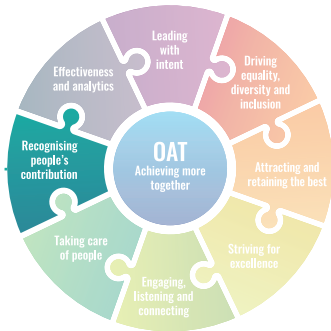 Leading
with
intent
Driving
equality,
diversity and
inclusion
Attracting and
retaining the best
Striving for
excellence
Engaging,
listening and
connecting
Taking care
of people
Recognising
people's
contribution
Effectiveness
and analytics
OAT
Achieving more
together